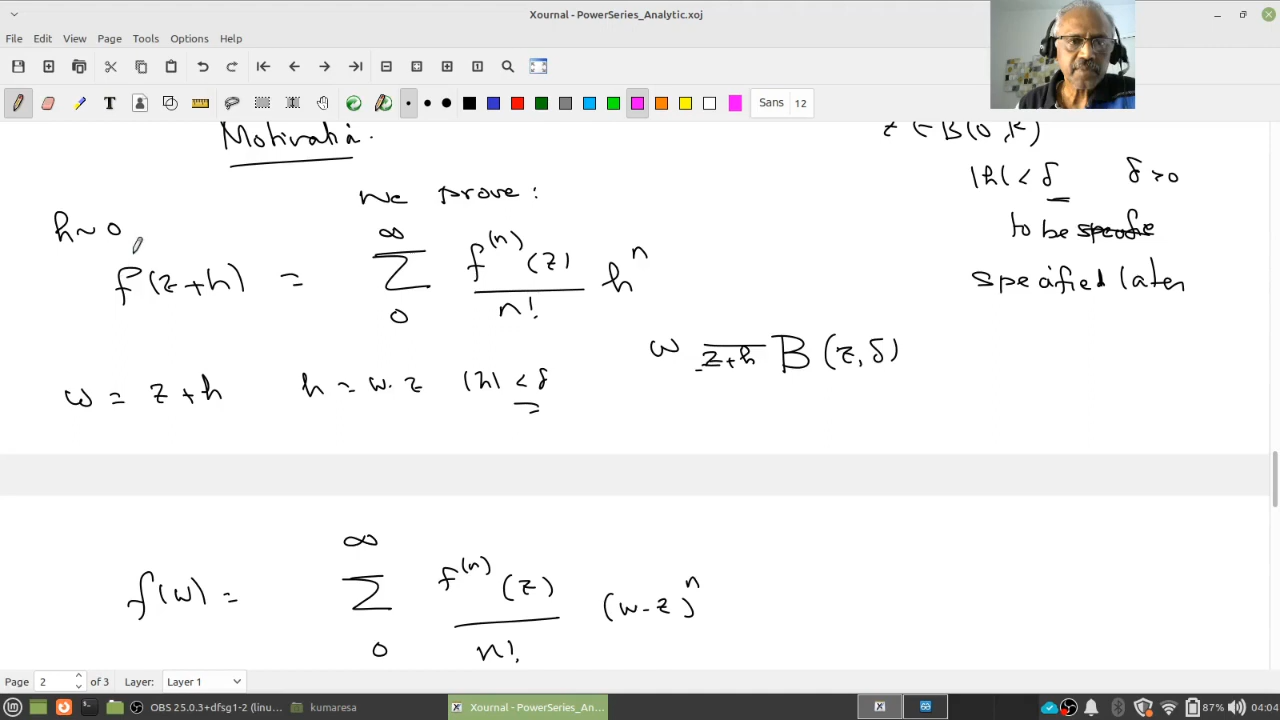 Xournal - PowerSeries_Analytic.xoj
File Edit View Page Tools Options Help
Sans 12
Motivatia.
z ∈ B(0,R)
|h| < δ δ>0
We prove:
to be
specified later
h~0
f(z+h) = ∑_0^∞ f^(n)(z)/n! h^n
w z+h B(z,δ)
w = z+h h = w-z |h| < δ
f(w) = ∑_0^∞ f^(n)(z)/n! (w-z)^n
Page 2 of 3 Layer: Layer 1
OBS 25.0.3+dfsg1-2 (linu... kumaresa Xournal - PowerSeries_An... 87% 04:04